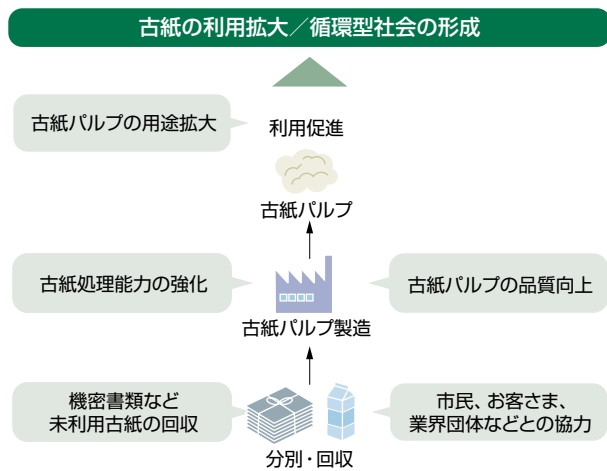 古紙の利用拡大／循環型社会の形成
古紙パルプの用途拡大
利用促進
古紙パルプ
古紙処理能力の強化
古紙パルプの品質向上
古紙パルプ製造
機密書類など
未利用古紙の回収
市民、お客さま、
業界団体などとの協力
分別・回収